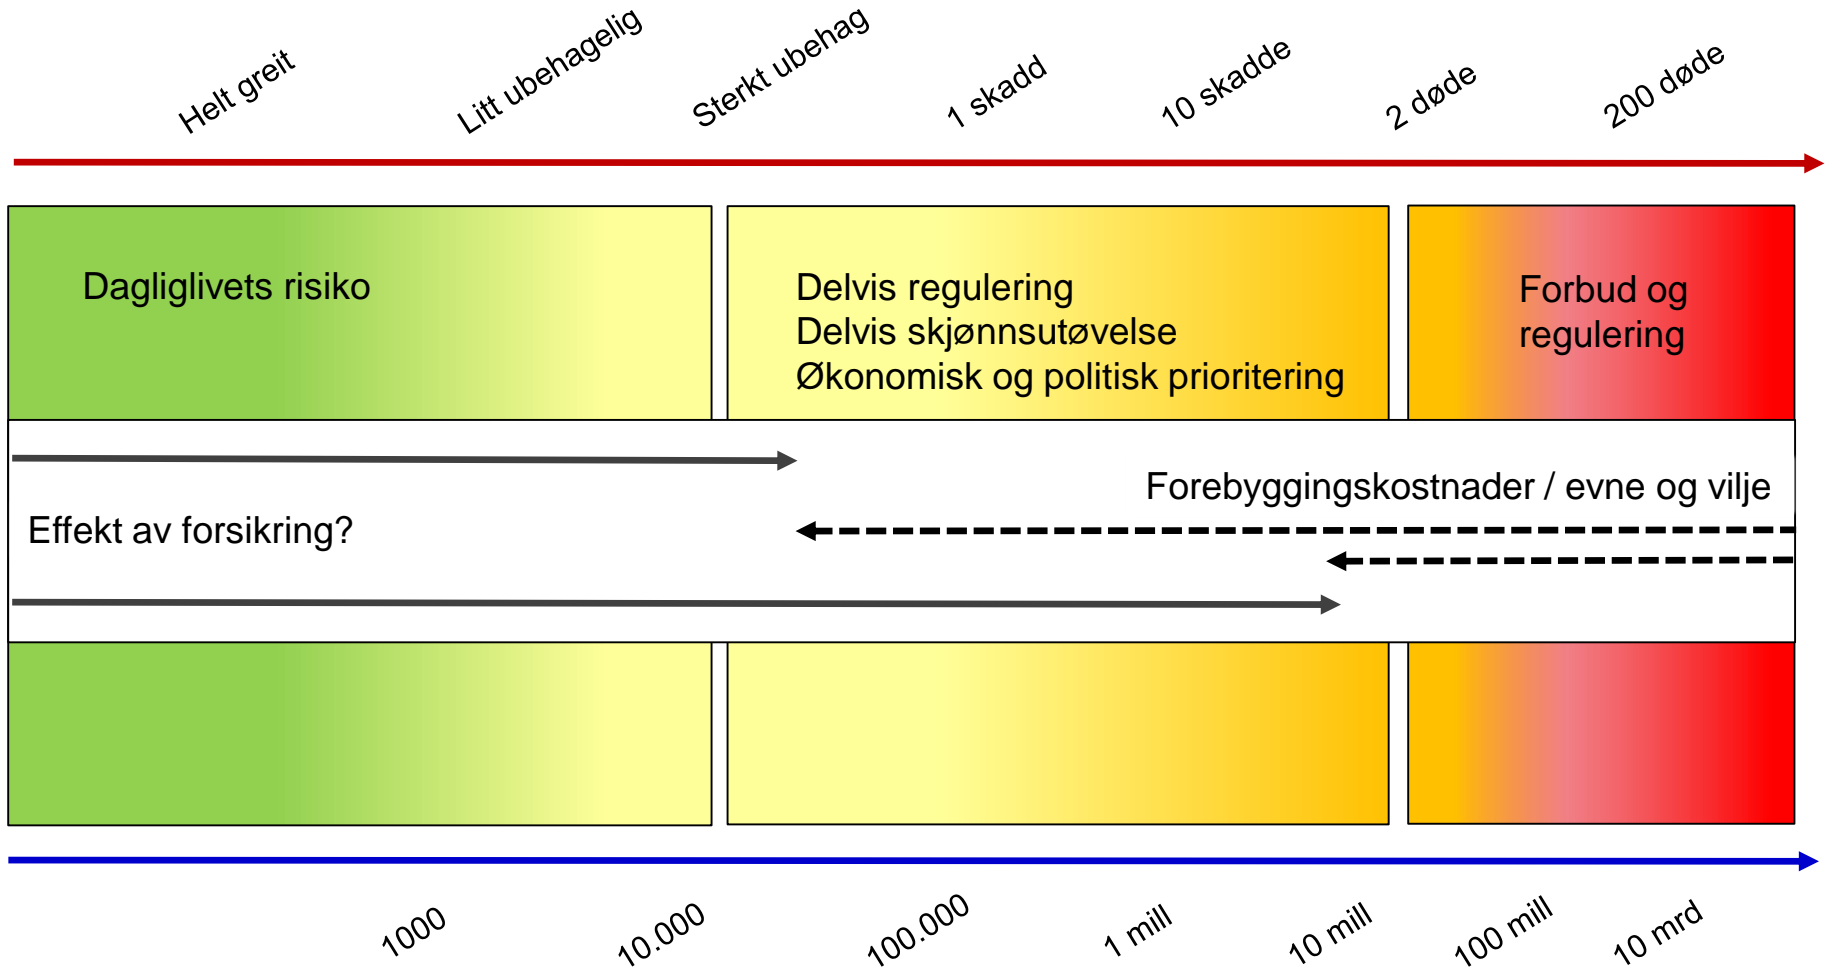 Helt greit
Litt ubehagelig
Sterkt ubehag
1 skadd
10 skadde
2 døde
200 døde
Dagliglivets risiko
Delvis regulering
Delvis skjønnsutøvelse
Økonomisk og politisk prioritering
Forbud og
regulering
Forebyggingskostnader / evne og vilje
Effekt av forsikring?
1000
10.000
100.000
1 mill
10 mill
100 mill
10 mrd